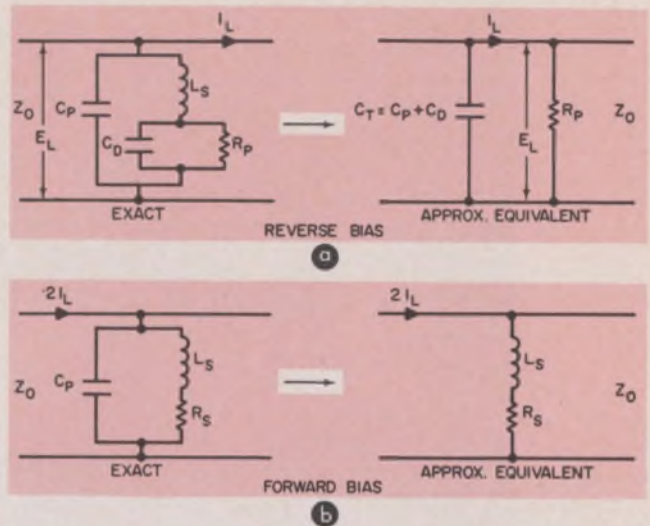 I_L
I_L
L_S
Z_O
C_P
E_L
C_D
R_P
C_T = C_P + C_D
E_L
R_P
Z_O
EXACT
APPROX. EQUIVALENT
REVERSE BIAS
a
2I_L
2I_L
L_S
C_P
Z_O
R_S
L_S
R_S
Z_O
EXACT
APPROX. EQUIVALENT
FORWARD BIAS
b